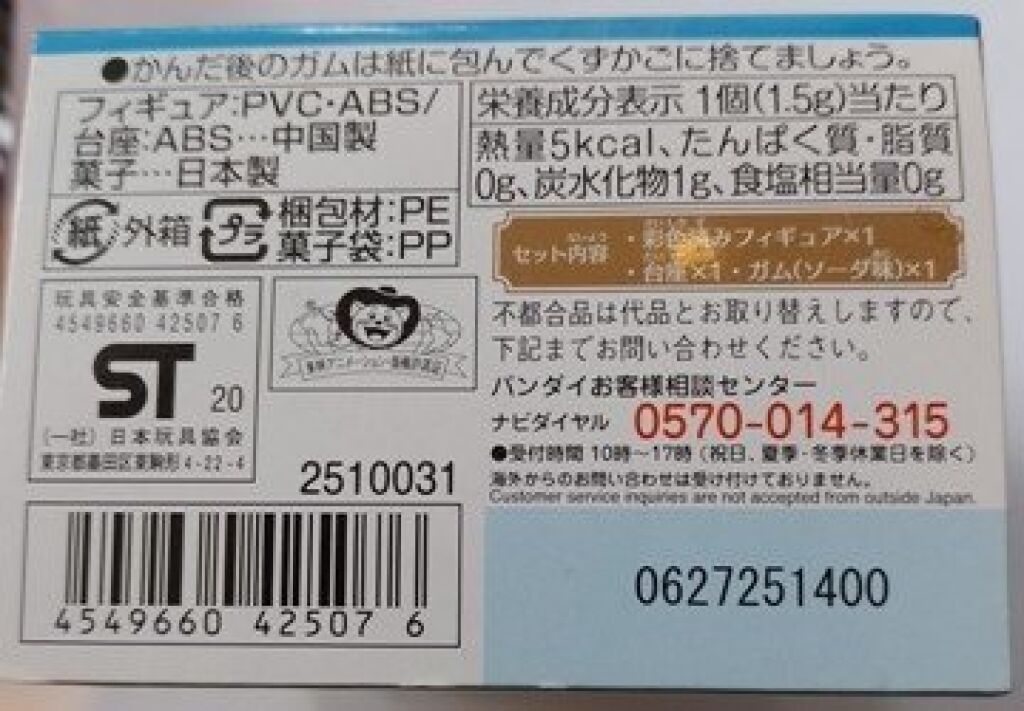 ●かんだ後のガムは紙に包んでくずかごに捨てましょう。
フィギュア:PVC・ABS/
台座:ABS…中国製
菓子…日本製
栄養成分表示 1個(1.5g)当たり
熱量5kcal、たんぱく質・脂質
0g、炭水化物1g、食塩相当量0g
紙 外箱
プラ
梱包材:PE
菓子袋:PP
セット内容
・彩色済みフィギュア×1
・台座×1・ガム(ソーダ味)×1
玩具安全基準合格
4549660 42507 6
ST 20
(一社)日本玩具協会
東京都墨田区東駒形4-22-4
不都合品は代品とお取り替えしますので、
下記までお問い合わせください。
バンダイお客様相談センター
ナビダイヤル 0570-014-315
●受付時間 10時〜17時(祝日、夏季・冬季休業日を除く)
海外からのお問い合わせは受け付けておりません。
Customer service inquiries are not accepted from outside Japan.
2510031
4549660 42507 6
0627251400